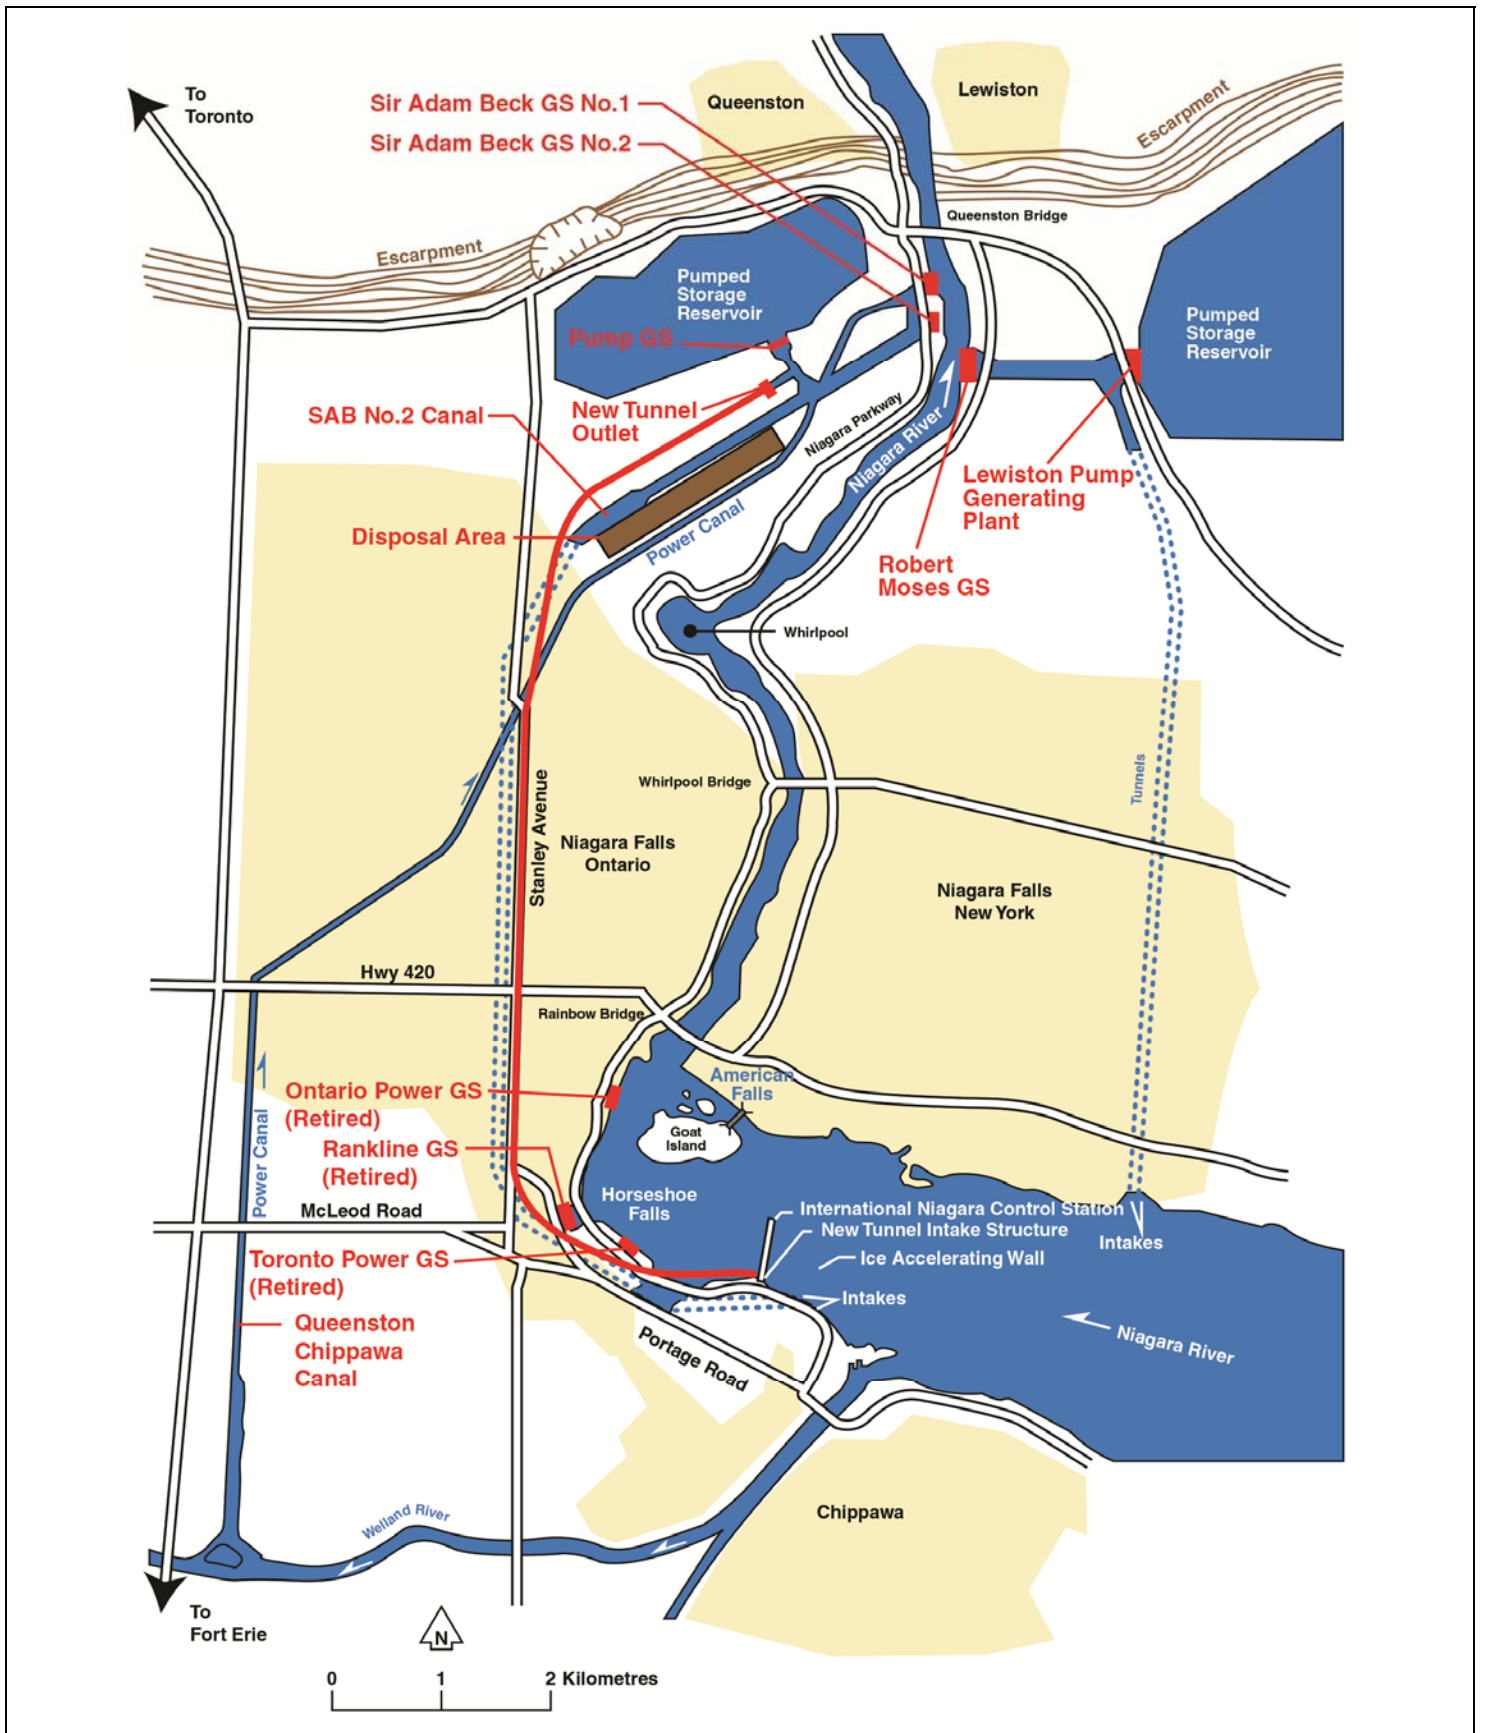 To
Toronto
Sir Adam Beck GS No.1
Sir Adam Beck GS No.2
Queenston
Lewiston
Escarpment
Escarpment
Queenston Bridge
Pumped
Storage
Reservoir
Pumped
Storage
Reservoir
Pump GS
New Tunnel
Outlet
SAB No.2 Canal
Niagara Parkway
Niagara River
Lewiston Pump
Generating
Plant
Disposal Area
Power Canal
Robert
Moses GS
Whirlpool
Whirlpool Bridge
Tunnels
Stanley Avenue
Niagara Falls
Ontario
Niagara Falls
New York
Hwy 420
Rainbow Bridge
American
Falls
Ontario Power GS
(Retired)
Goat
Island
Rankline GS
(Retired)
Power Canal
McLeod Road
Horseshoe
Falls
International Niagara Control Station
New Tunnel Intake Structure
Ice Accelerating Wall
Intakes
Toronto Power GS
(Retired)
Intakes
Queenston
Chippawa
Canal
Niagara River
Portage Road
Chippawa
Welland River
To
Fort Erie
N
0 1 2 Kilometres